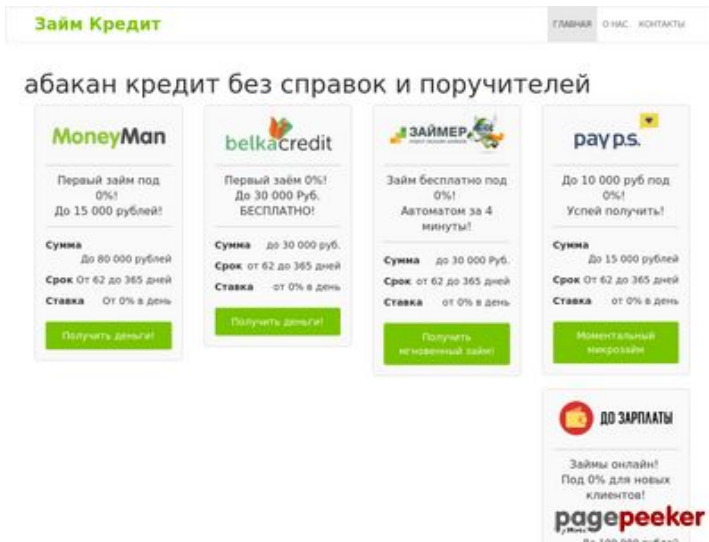 Займ Кредит
ГЛАВНАЯ О НАС КОНТАКТЫ
абакан кредит без справок и поручителей
MoneyMan
Первый займ под
0%!
До 15 000 рублей!
Сумма
До 80 000 рублей
Срок От 62 до 365 дней
Ставка От 0% в день
Получить деньги!
belkacredit
Первый заём 0%!
До 30 000 Руб.
БЕСПЛАТНО!
Сумма до 30 000 руб.
Срок от 62 до 365 дней
Ставка от 0% в день
Получить деньги!
ЗАЙМЕР
Займ бесплатно под
0%!
Автоматом за 4
минуты!
Сумма до 30 000 Руб.
Срок от 62 до 365 дней
Ставка от 0% в день
Получить
мгновенный займ!
pay p.s.
До 10 000 руб под
0%!
Успей получить!
Сумма
До 15 000 рублей
Срок От 62 до 365 дней
Ставка От 0% в день
Моментальный
микрозайм
ДО ЗАРПЛАТЫ
Займы онлайн!
Под 0% для новых
клиентов!
pagepeeker
До 100 000 рублей